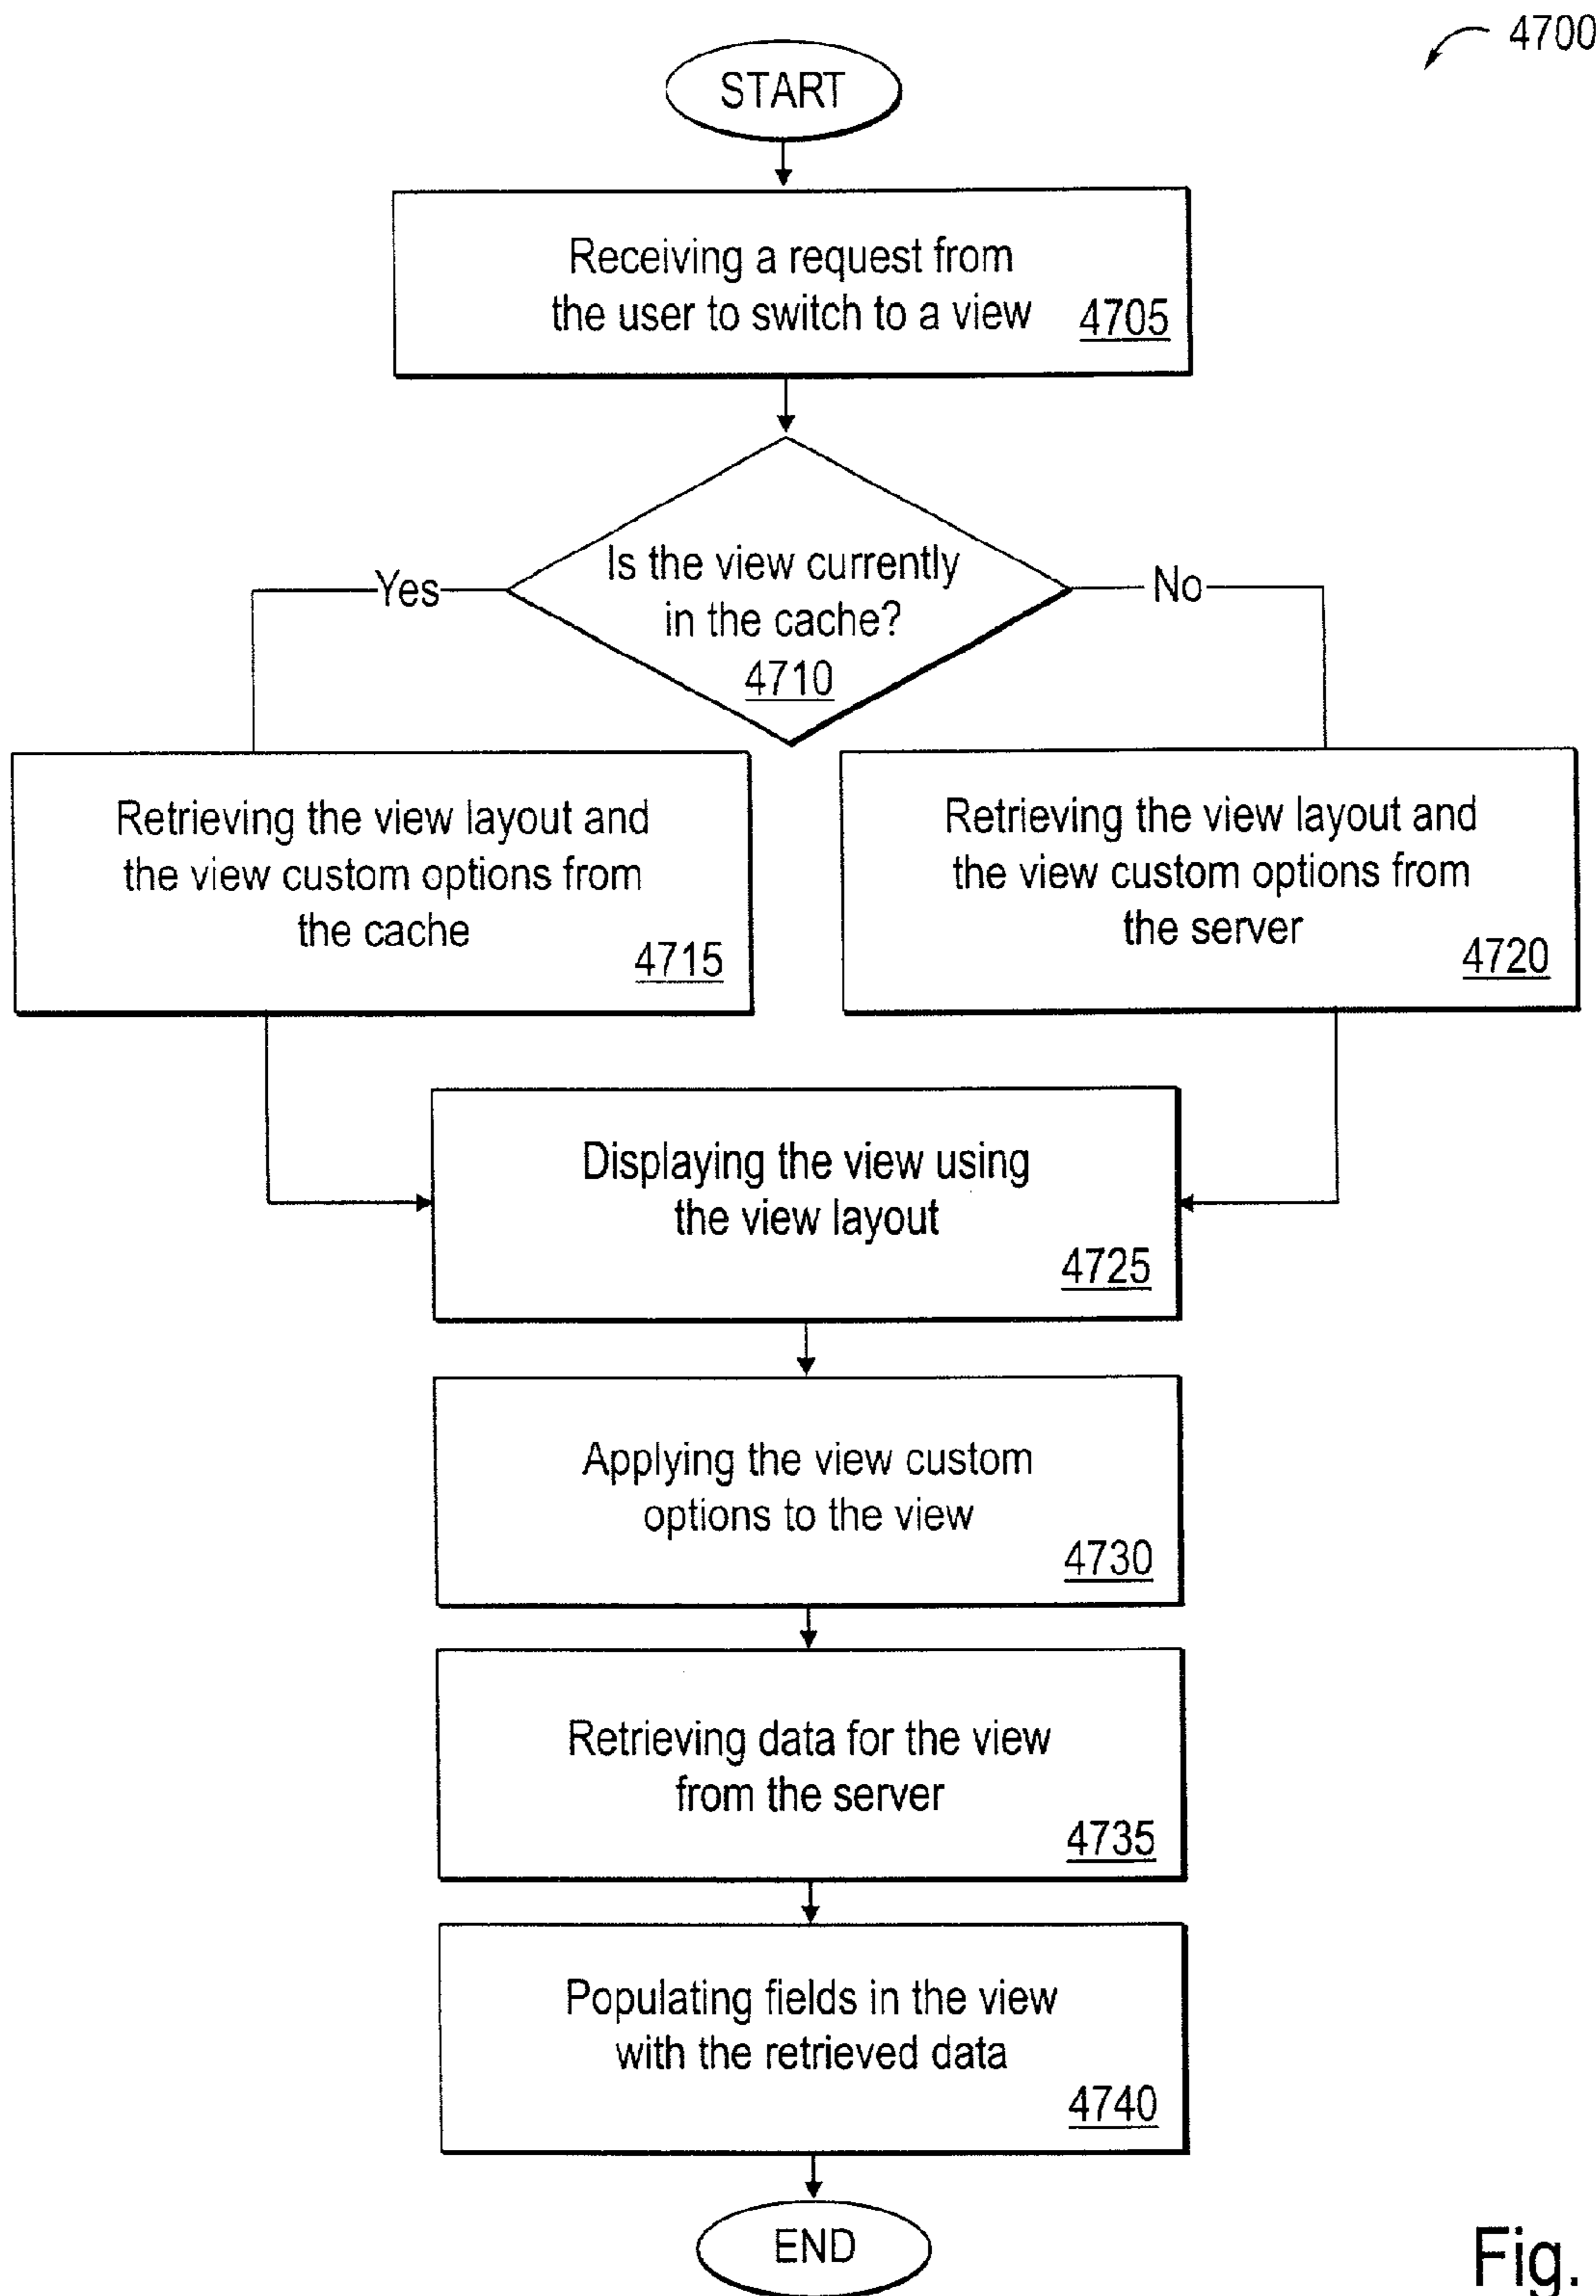 4700
START
Receiving a request from
the user to switch to a view
4705
Is the view currently
in the cache?
4710
Yes
No
Retrieving the view layout and
the view custom options from
the cache
4715
Retrieving the view layout and
the view custom options from
the server
4720
Displaying the view using
the view layout
4725
Applying the view custom
options to the view
4730
Retrieving data for the view
from the server
4735
Populating fields in the view
with the retrieved data
4740
END
Fig.